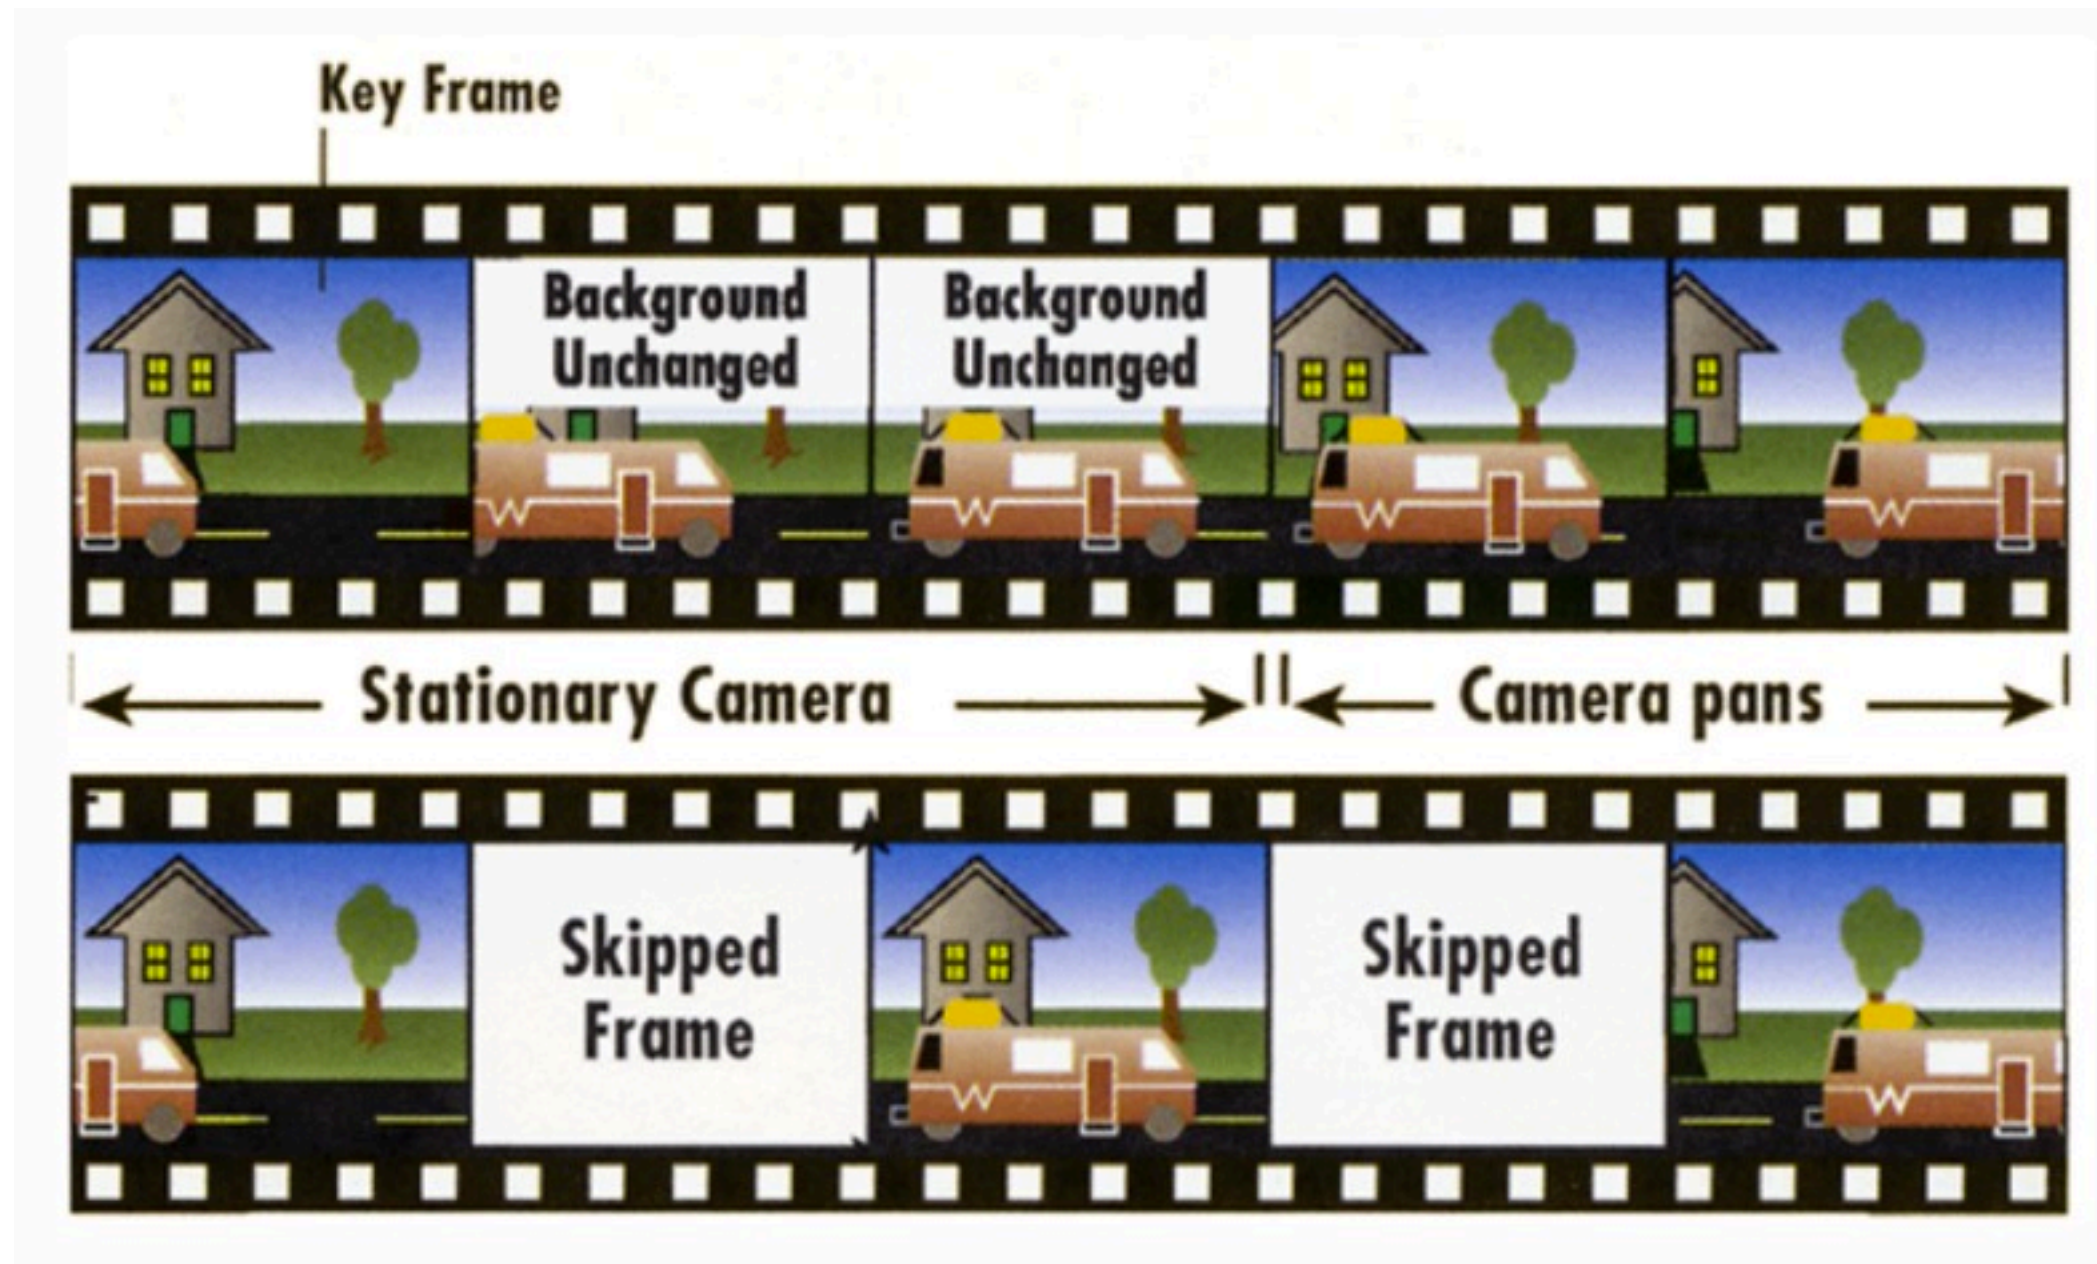 Key Frame
Background
Unchanged
Background
Unchanged
Stationary Camera
Camera pans
Skipped
Frame
Skipped
Frame